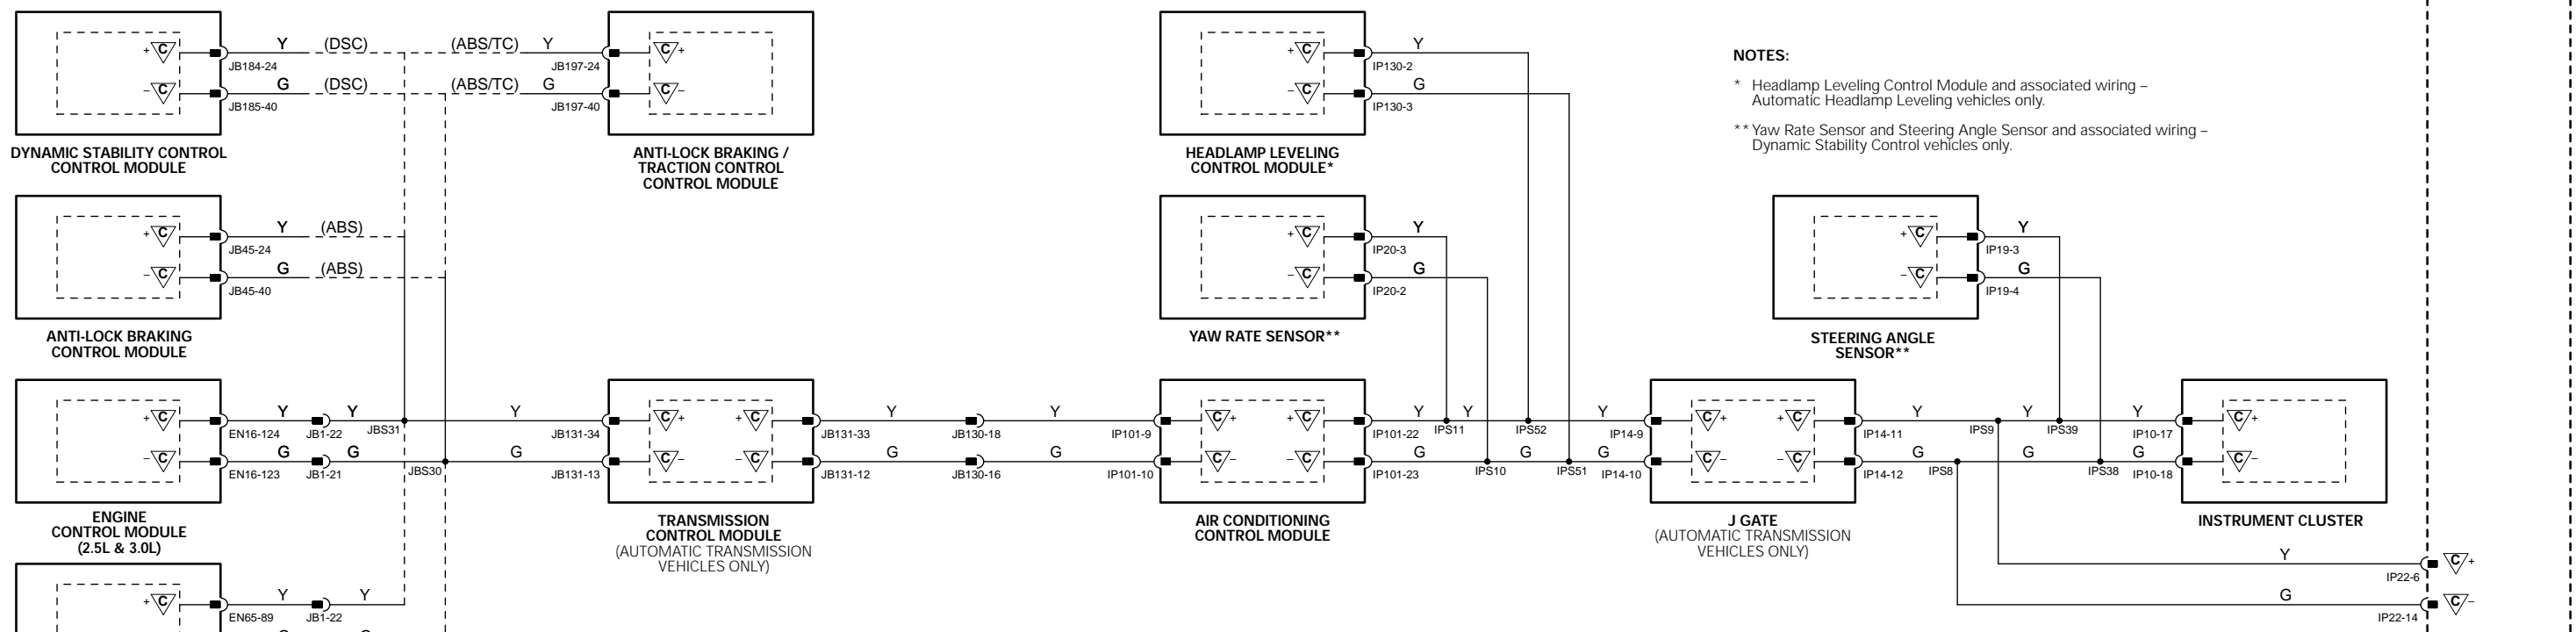 Y (DSC) (ABS/TC) Y
JB184-24 JB197-24
G (DSC) (ABS/TC) G
JB185-40 JB197-40
+ C C +
− C C −
DYNAMIC STABILITY CONTROL
CONTROL MODULE
ANTI-LOCK BRAKING /
TRACTION CONTROL
CONTROL MODULE
+ C Y
IP130-2
− C G
IP130-3
HEADLAMP LEVELING
CONTROL MODULE*
NOTES:
* Headlamp Leveling Control Module and associated wiring –
Automatic Headlamp Leveling vehicles only.
** Yaw Rate Sensor and Steering Angle Sensor and associated wiring –
Dynamic Stability Control vehicles only.
+ C Y (ABS)
JB45-24
− C G (ABS)
JB45-40
ANTI-LOCK BRAKING
CONTROL MODULE
+ C Y
IP20-3
− C G
IP20-2
YAW RATE SENSOR**
+ C Y
IP19-3
− C G
IP19-4
STEERING ANGLE
SENSOR**
+ C Y Y Y C + + C Y Y C + + C Y Y Y C + + C Y Y Y C +
EN16-124 JB1-22 JBS31 JB131-34 JB131-33 JB130-18 IP101-9 IP101-22 IPS11 IPS52 IP14-9 IP14-11 IPS9 IPS39 IP10-17
− C G G G C − − C G G C − − C G G G C − − C G G G C −
EN16-123 JB1-21 JBS30 JB131-13 JB131-12 JB130-16 IP101-10 IP101-23 IPS10 IPS51 IP14-10 IP14-12 IPS8 IPS38 IP10-18
ENGINE
CONTROL MODULE
(2.5L & 3.0L)
TRANSMISSION
CONTROL MODULE
(AUTOMATIC TRANSMISSION
VEHICLES ONLY)
AIR CONDITIONING
CONTROL MODULE
J GATE
(AUTOMATIC TRANSMISSION
VEHICLES ONLY)
INSTRUMENT CLUSTER
Y C +
IP22-6
G C −
IP22-14
+ C Y Y
EN65-89 JB1-22